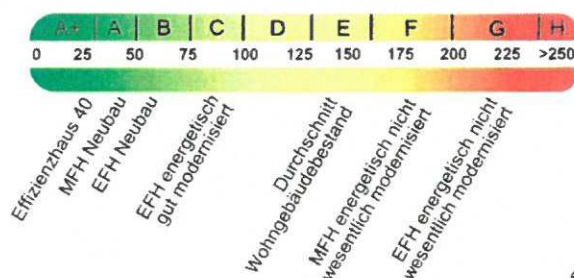 A+ A B C D E F G H
0 25 50 75 100 125 150 175 200 225 >250
Effizienzhaus 40
MFH Neubau
EFH Neubau
EFH energetisch
gut modernisiert
Durchschnitt
Wohngebäudebestand
MFH energetisch nicht
wesentlich modernisiert
EFH energetisch nicht
wesentlich modernisiert